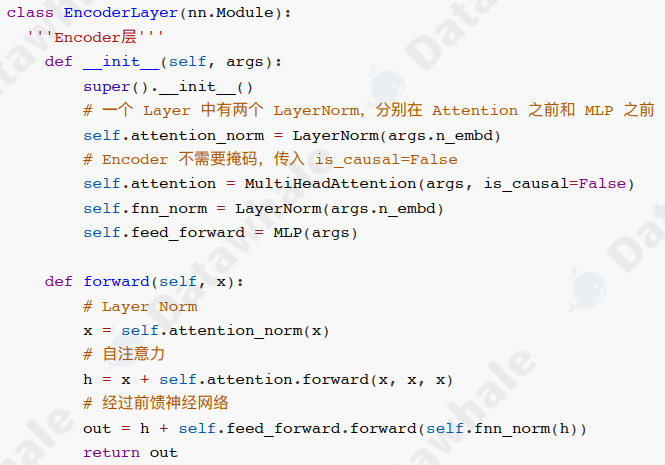 class EncoderLayer(nn.Module):
  '''Encoder层'''
    def __init__(self, args):
        super().__init__()
        # 一个 Layer 中有两个 LayerNorm，分别在 Attention 之前和 MLP 之前
        self.attention_norm = LayerNorm(args.n_embd)
        # Encoder 不需要掩码，传入 is_causal=False
        self.attention = MultiHeadAttention(args, is_causal=False)
        self.fnn_norm = LayerNorm(args.n_embd)
        self.feed_forward = MLP(args)

    def forward(self, x):
        # Layer Norm
        x = self.attention_norm(x)
        # 自注意力
        h = x + self.attention.forward(x, x, x)
        # 经过前馈神经网络
        out = h + self.feed_forward.forward(self.fnn_norm(h))
        return out
Datawhale